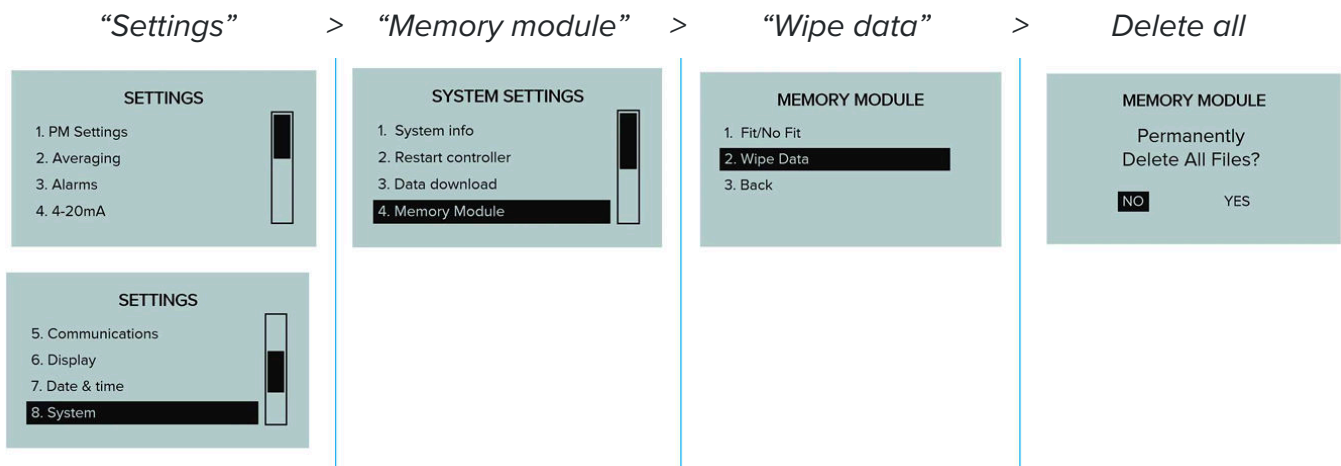 “Settings” > “Memory module” > “Wipe data” > Delete all
SETTINGS
1. PM Settings
2. Averaging
3. Alarms
4. 4-20mA
SETTINGS
5. Communications
6. Display
7. Date & time
8. System
SYSTEM SETTINGS
1. System info
2. Restart controller
3. Data download
4. Memory Module
MEMORY MODULE
1. Fit/No Fit
2. Wipe Data
3. Back
MEMORY MODULE
Permanently
Delete All Files?
NO YES